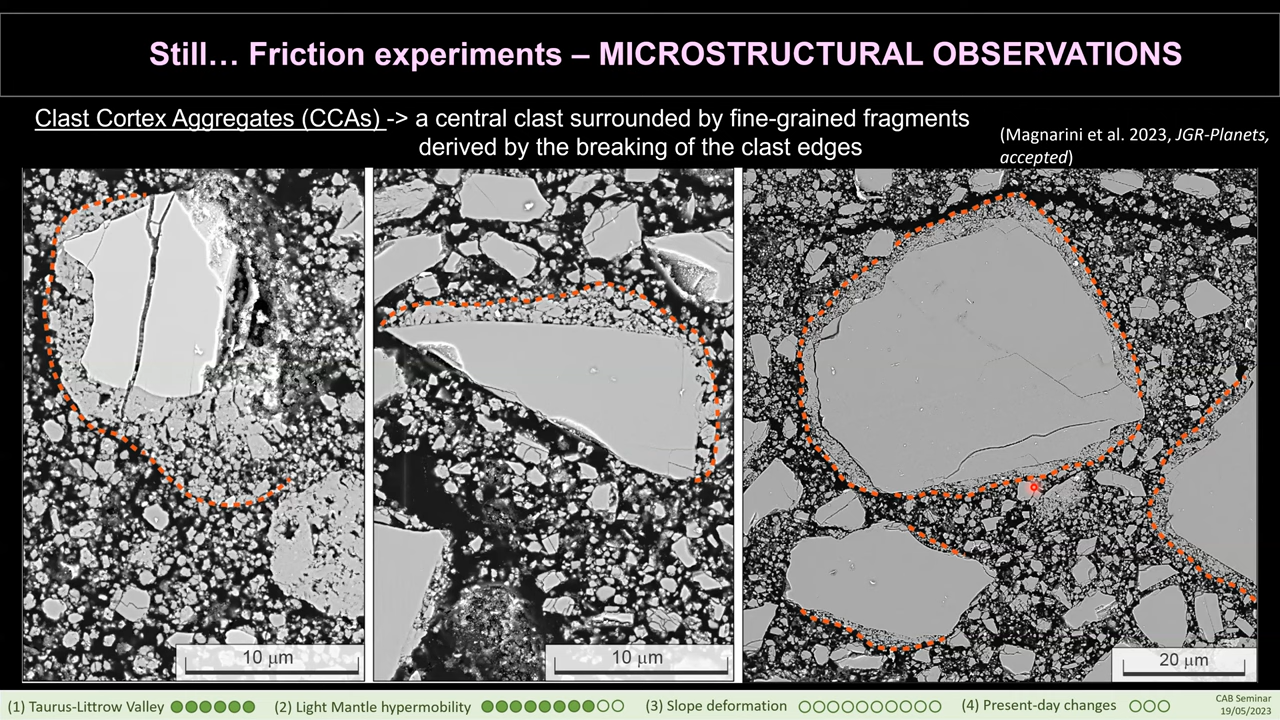 Still… Friction experiments – MICROSTRUCTURAL OBSERVATIONS
Clast Cortex Aggregates (CCAs) -> a central clast surrounded by fine-grained fragments
derived by the breaking of the clast edges
(Magnarini et al. 2023, JGR-Planets,
accepted)
10 μm
10 μm
20 μm
(1) Taurus-Littrow Valley
(2) Light Mantle hypermobility
(3) Slope deformation
(4) Present-day changes
CAB Seminar
19/05/2023